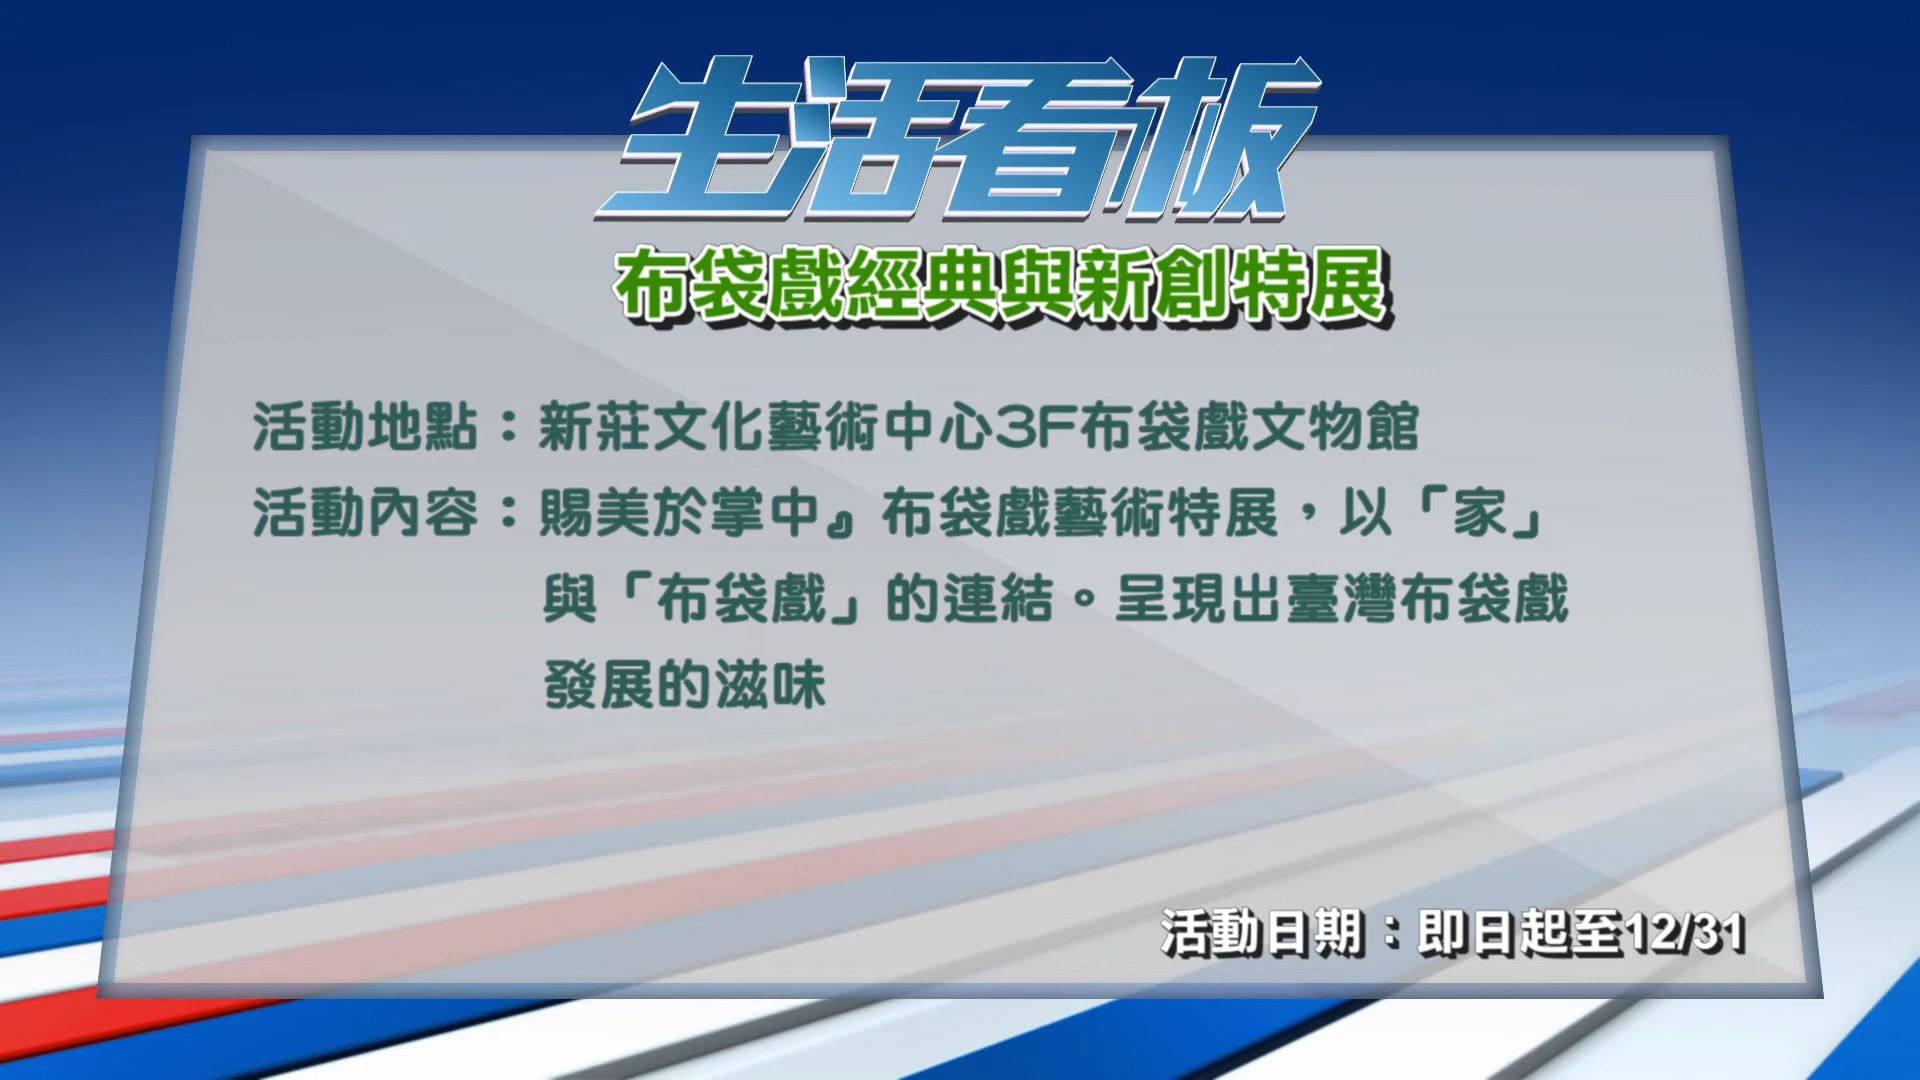 生活看板
布袋戲經典與新創特展
活動地點：新莊文化藝術中心3F布袋戲文物館
活動內容：賜美於掌中』布袋戲藝術特展，以「家」
與「布袋戲」的連結。呈現出臺灣布袋戲
發展的滋味
活動日期：即日起至12/31